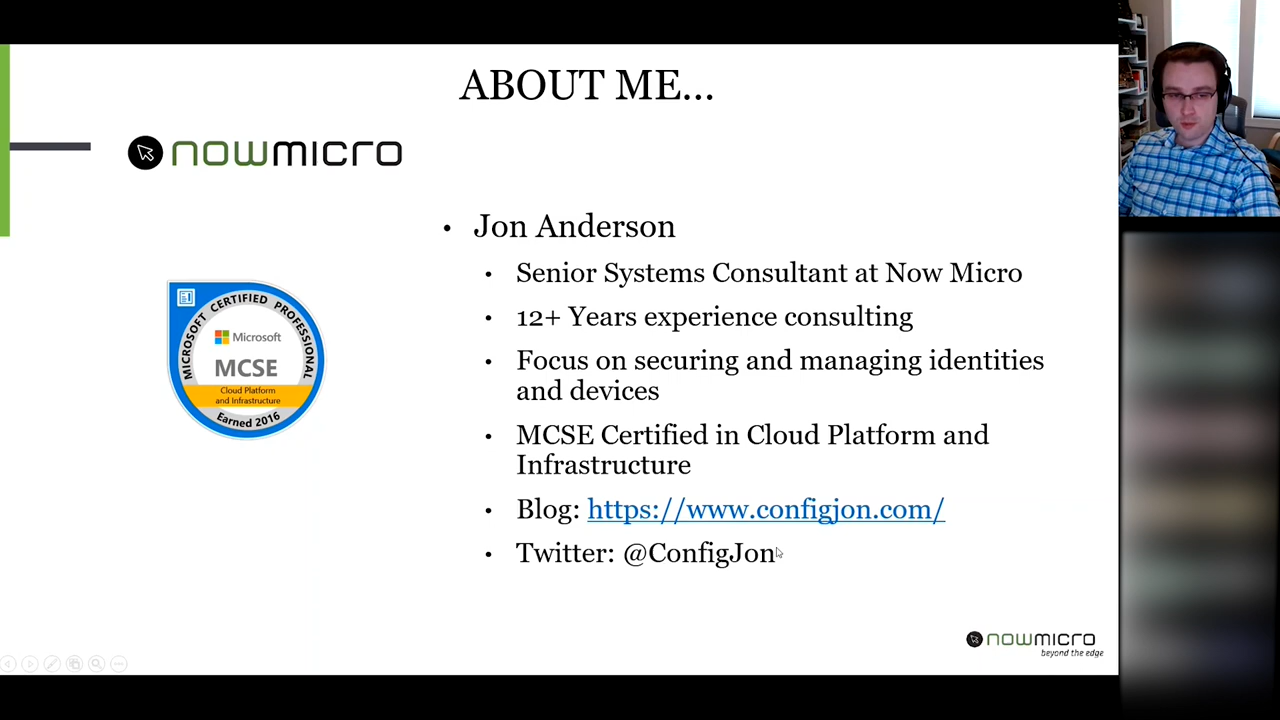 ABOUT ME...
nowmicro
Jon Anderson
Senior Systems Consultant at Now Micro
12+ Years experience consulting
Focus on securing and managing identities
and devices
MCSE Certified in Cloud Platform and
Infrastructure
Blog: https://www.configjon.com/
Twitter: @ConfigJon
MICROSOFT CERTIFIED PROFESSIONAL
Microsoft
MCSE
Cloud Platform
and Infrastructure
Earned 2016
nowmicro
beyond the edge